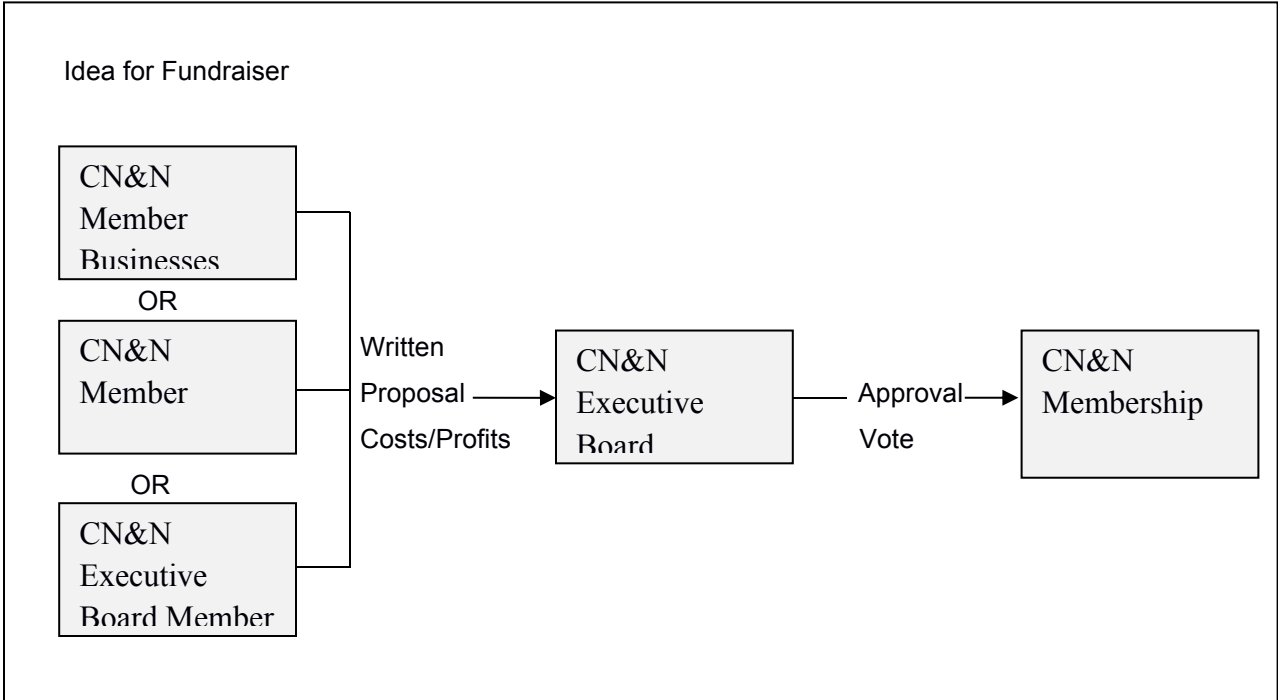 Idea for Fundraiser
CN&N
Member
Businesses
OR
CN&N
Member
OR
CN&N
Executive
Board Member
Written
Proposal
Costs/Profits
CN&N
Executive
Board
Approval
Vote
CN&N
Membership